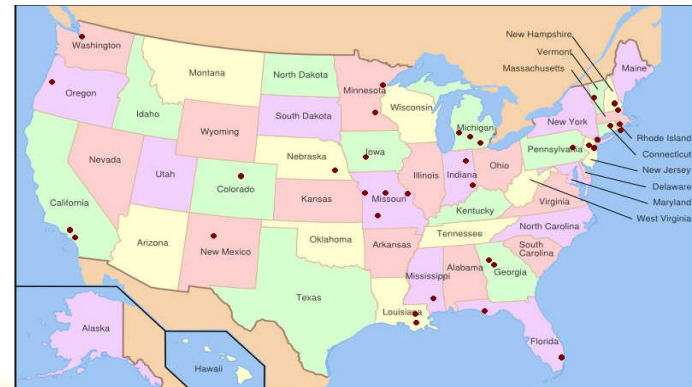 New Hampshire
Vermont
Massachusetts
Washington
Maine
Montana
North Dakota
Minnesota
Oregon
Wisconsin
Idaho
South Dakota
Michigan
New York
Wyoming
Rhode Island
Iowa
Pennsylvania
Connecticut
Nebraska
Nevada
Ohio
Indiana
New Jersey
Utah
Illinois
Colorado
Delaware
California
Kansas
Missouri
Virginia
Maryland
Kentucky
West Virginia
North Carolina
Tennessee
Arizona
Oklahoma
New Mexico
Arkansas
South
Carolina
Alabama
Georgia
Mississippi
Texas
Louisiana
Alaska
Florida
Hawaii